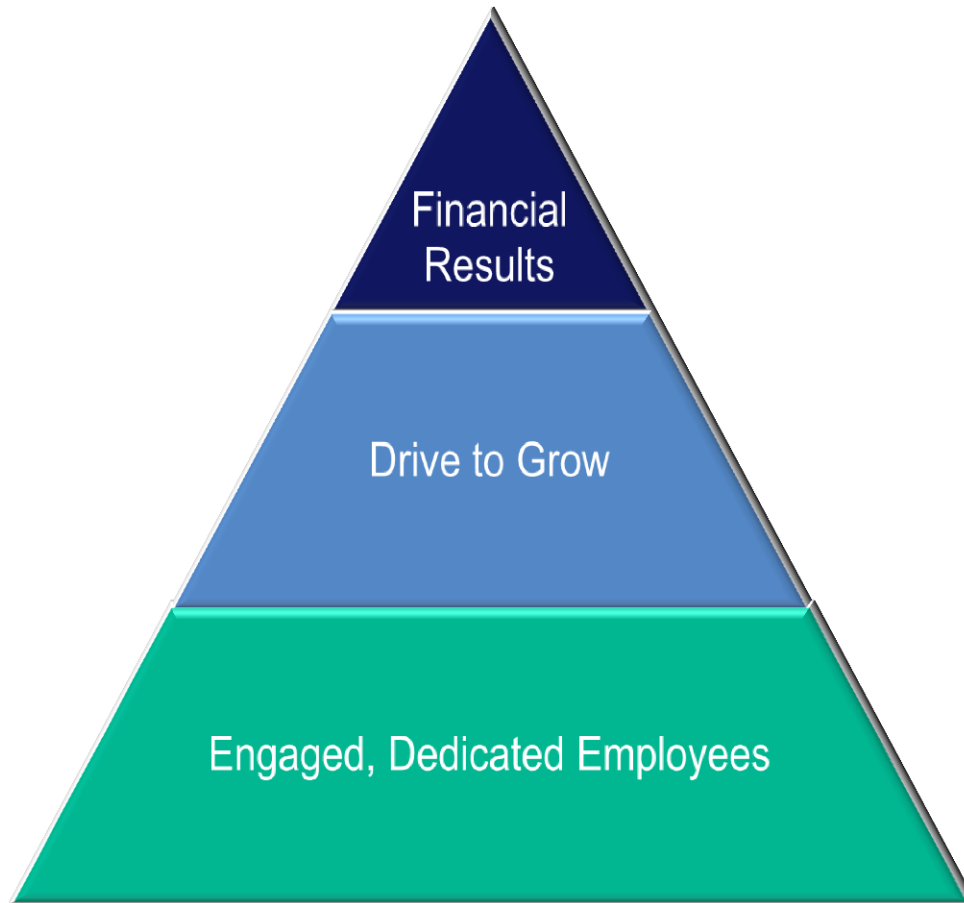 Financial
Results
Drive to Grow
Engaged, Dedicated Employees